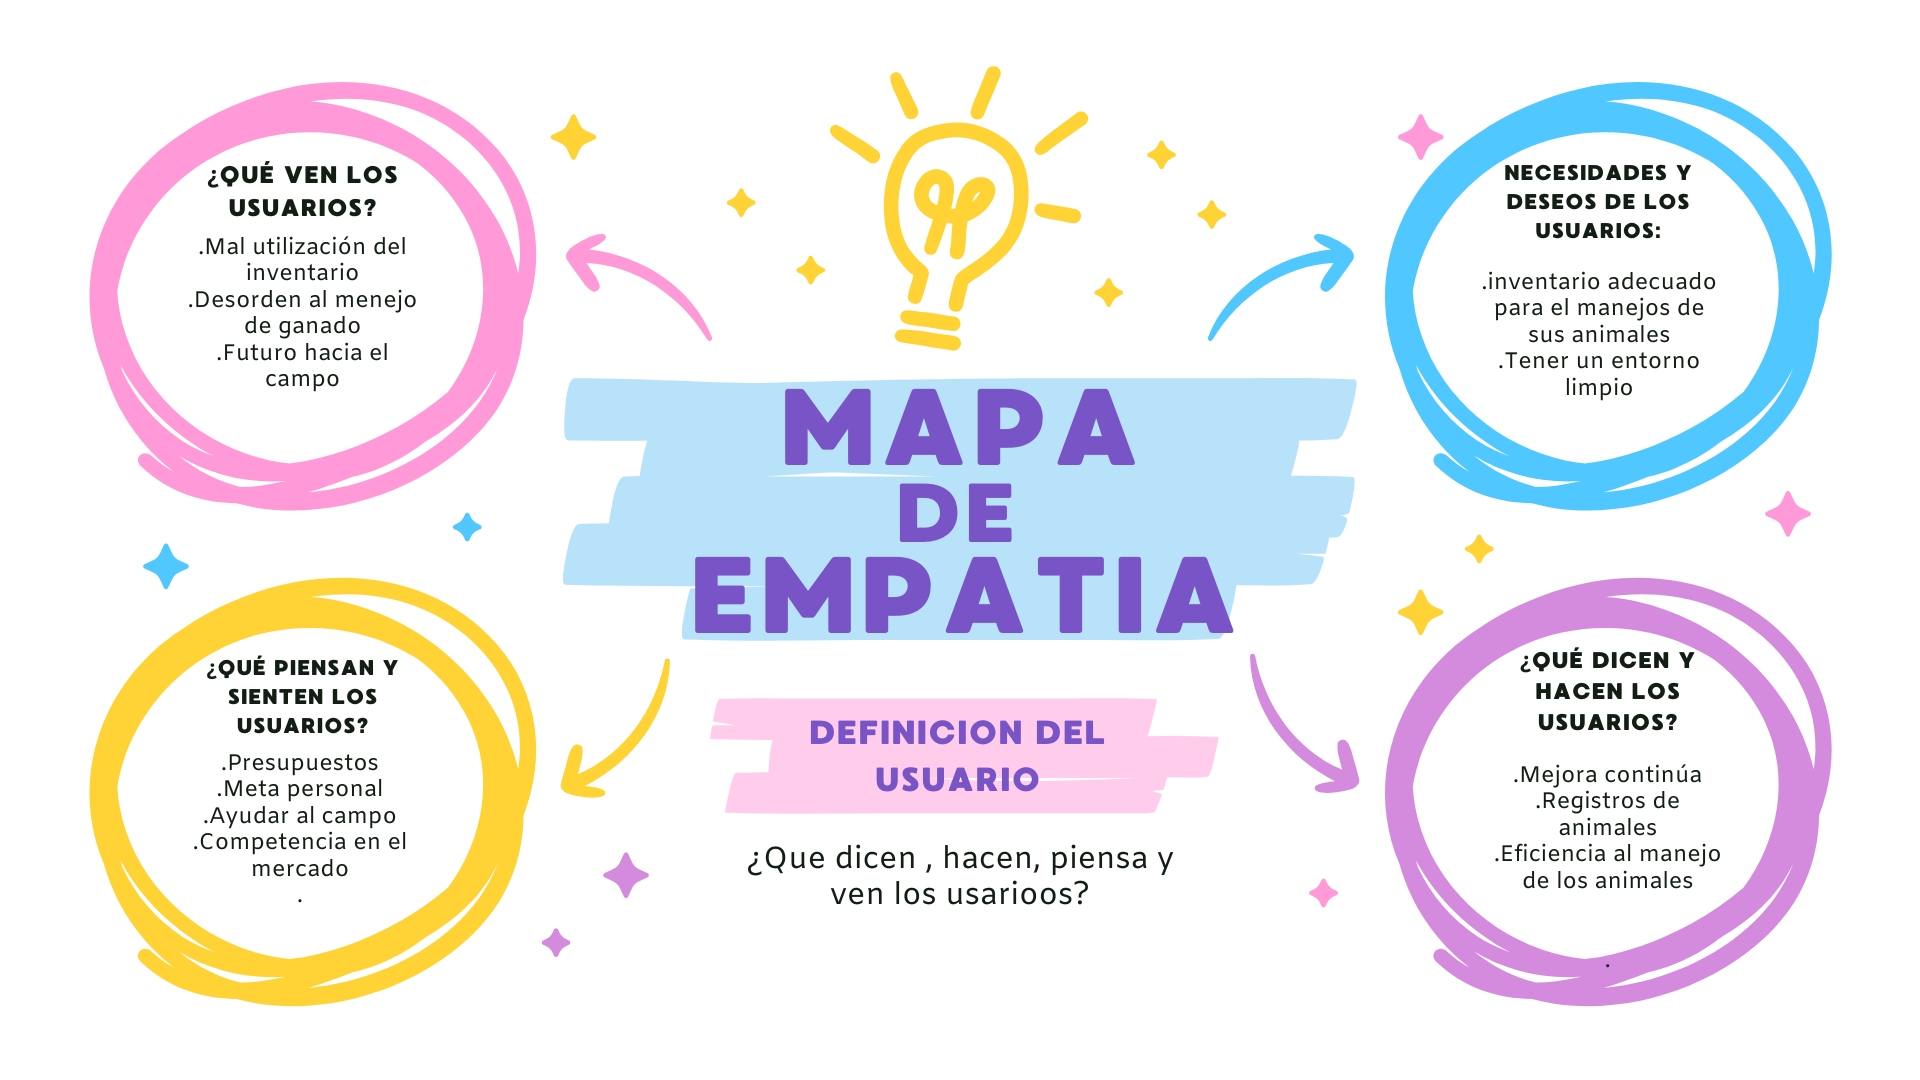 ¿QUÉ VEN LOS
USUARIOS?
.Mal utilización del
inventario
.Desorden al menejo
de ganado
.Futuro hacia el
campo
NECESIDADES Y
DESEOS DE LOS
USUARIOS:
.inventario adecuado
para el manejos de
sus animales
.Tener un entorno
limpio
MAPA
DE
EMPATIA
¿QUÉ PIENSAN Y
SIENTEN LOS
USUARIOS?
.Presupuestos
.Meta personal
.Ayudar al campo
.Competencia en el
mercado
.
DEFINICION DEL
USUARIO
¿Que dicen , hacen, piensa y
ven los usarioos?
¿QUÉ DICEN Y
HACEN LOS
USUARIOS?
.Mejora continúa
.Registros de
animales
.Eficiencia al manejo
de los animales
.